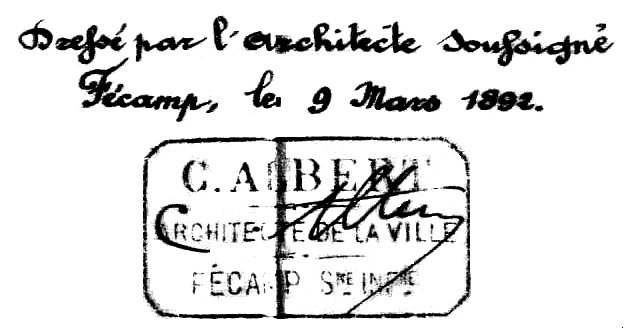 Dressé par l'architecte soussigné
Fécamp, le 9 Mars 1892.
C. ALBERT
ARCHITECTE DE LA VILLE
FÉCAMP SNE INFRE